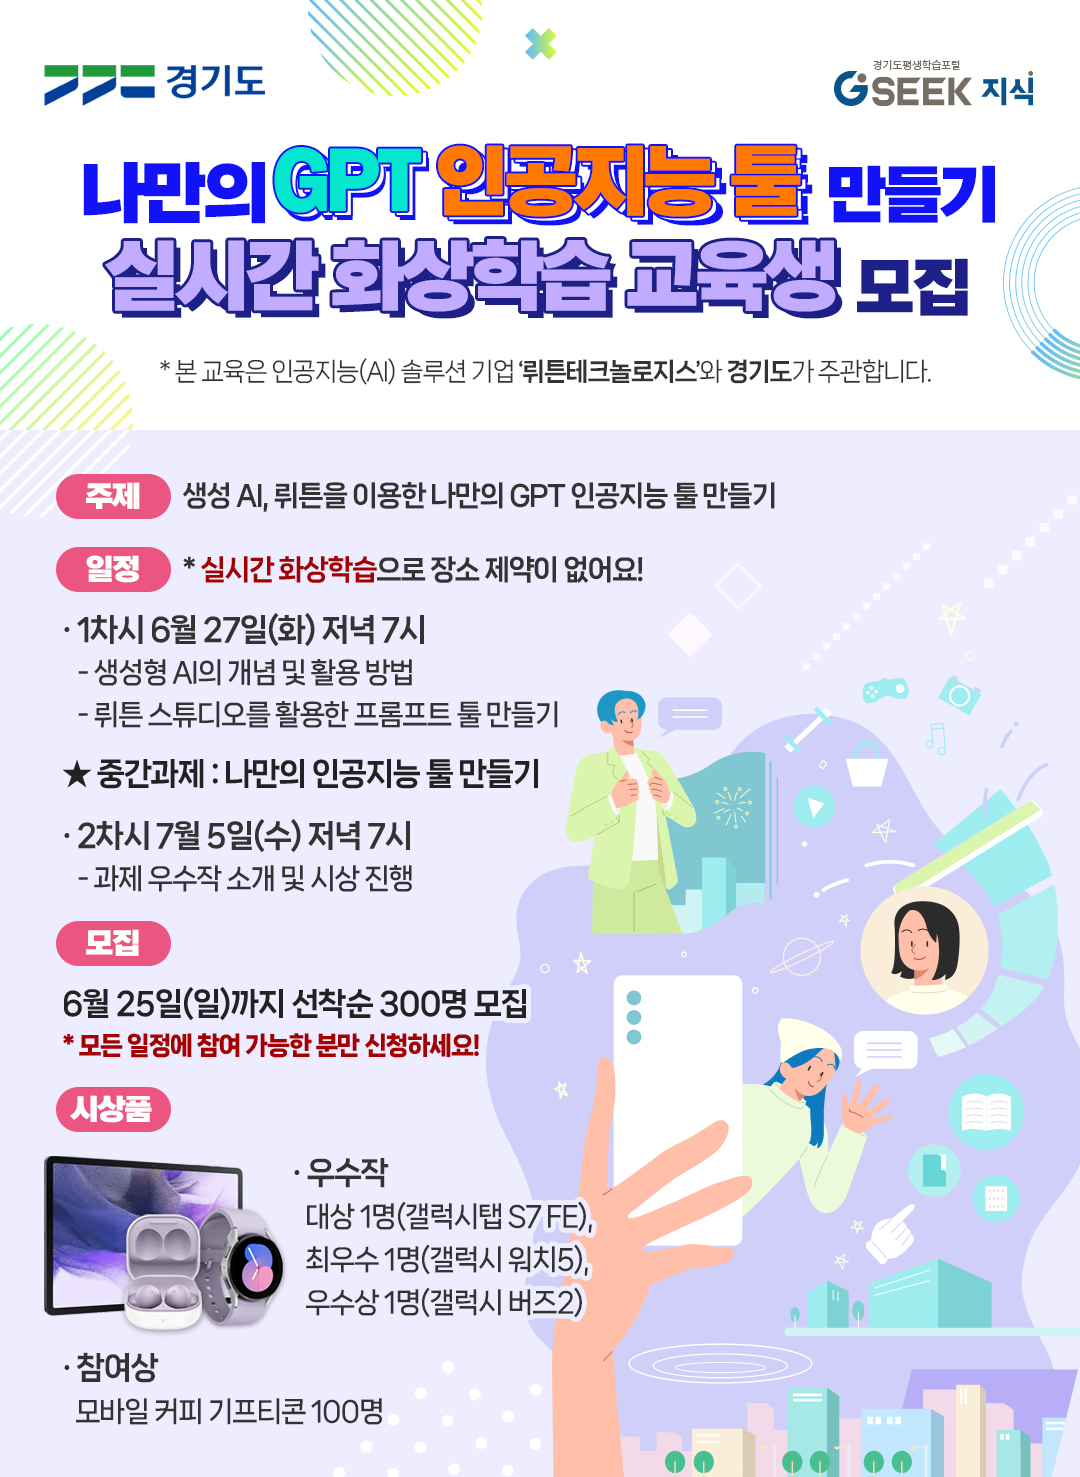 경기도
경기도평생학습포털
GSEEK 지식
나만의 GPT 인공지능 툴 만들기
실시간 화상학습 교육생 모집
* 본 교육은 인공지능(AI) 솔루션 기업 ‘뤼튼테크놀로지스’와 경기도가 주관합니다.
주제 생성 AI, 뤼튼을 이용한 나만의 GPT 인공지능 툴 만들기
일정 * 실시간 화상학습으로 장소 제약이 없어요!
· 1차시 6월 27일(화) 저녁 7시
- 생성형 AI의 개념 및 활용 방법
- 뤼튼 스튜디오를 활용한 프롬프트 툴 만들기
★ 중간과제 : 나만의 인공지능 툴 만들기
· 2차시 7월 5일(수) 저녁 7시
- 과제 우수작 소개 및 시상 진행
모집
6월 25일(일)까지 선착순 300명 모집
* 모든 일정에 참여 가능한 분만 신청하세요!
시상품
· 우수작
대상 1명(갤럭시탭 S7 FE),
최우수 1명(갤럭시 워치5),
우수상 1명(갤럭시 버즈2)
· 참여상
모바일 커피 기프티콘 100명